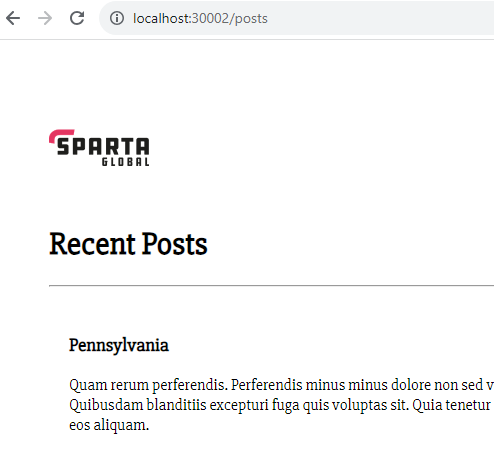 localhost:30002/posts
SPARTA
GLOBAL
Recent Posts
Pennsylvania
Quam rerum perferendis. Perferendis minus minus dolore non sed v
Quibusdam blanditiis excepturi fuga quis voluptas sit. Quia tenetur
eos aliquam.